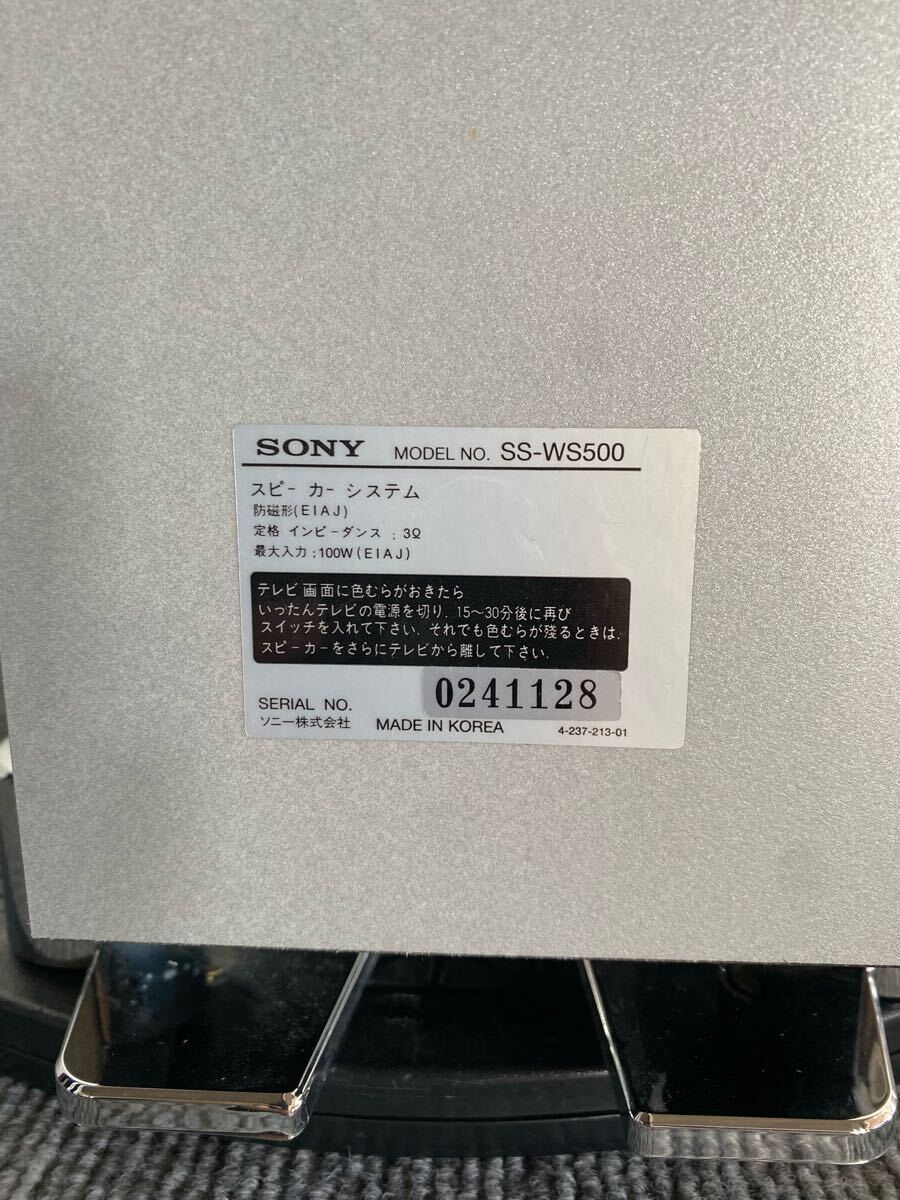 SONY MODEL NO. SS-WS500
スピーカーシステム
防磁形(EIAJ)
定格 インピーダンス : 3Ω
最大入力:100W(EIAJ)
テレビ画面に色むらがおきたら
いったんテレビの電源を切り, 15〜30分後に再び
スイッチを入れて下さい. それでも色むらが残るときは,
スピーカーをさらにテレビから離して下さい.
0241128
SERIAL NO.
ソニー株式会社 MADE IN KOREA 4-237-213-01